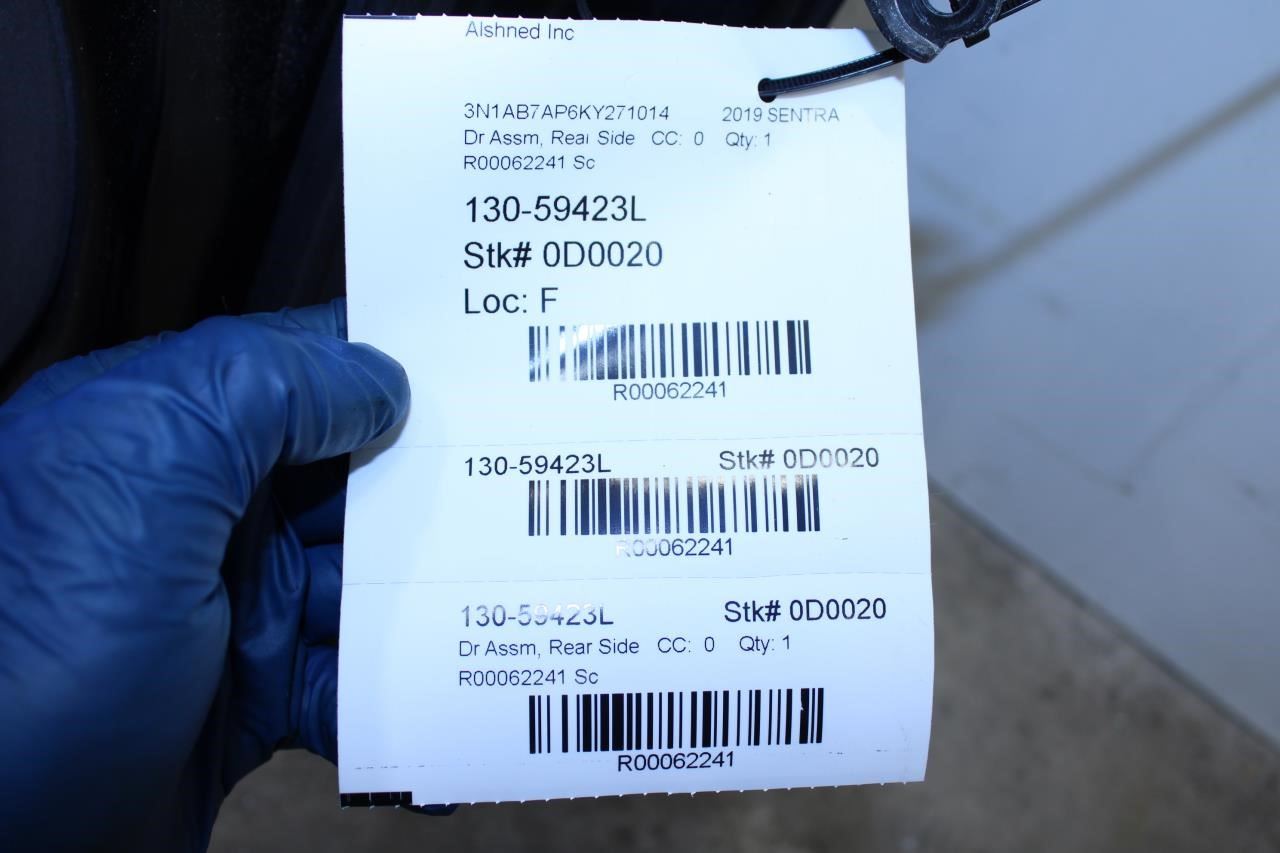 Alshned Inc
3N1AB7AP6KY271014 2019 SENTRA
Dr Assm, Rear Side CC: 0 Qty: 1
R00062241 Sc
130-59423L
Stk# 0D0020
Loc: F
R00062241
130-59423L Stk# 0D0020
R00062241
130-59423L Stk# 0D0020
Dr Assm, Rear Side CC: 0 Qty: 1
R00062241 Sc
R00062241